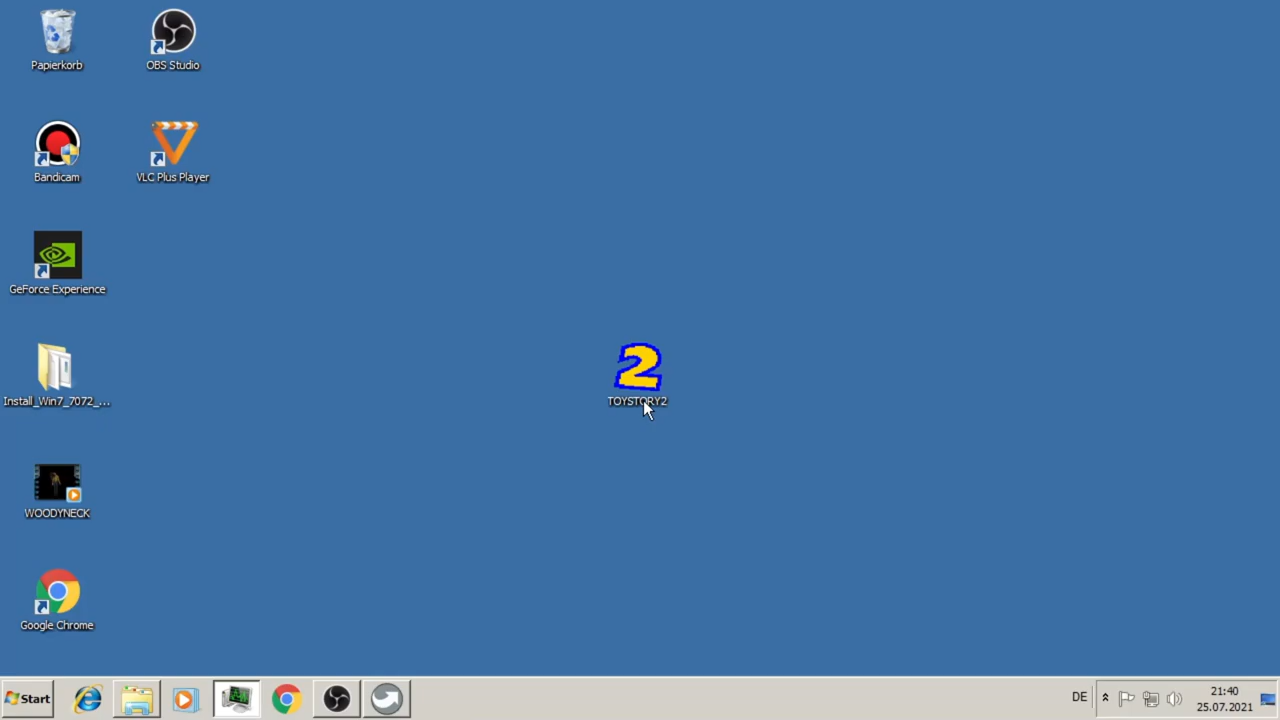 Papierkorb
OBS Studio
Bandicam
VLC Plus Player
GeForce Experience
Install_Win7_7072_...
2
TOYSTORY2
WOODYNECK
Google Chrome
Start
DE
21:40
25.07.2021